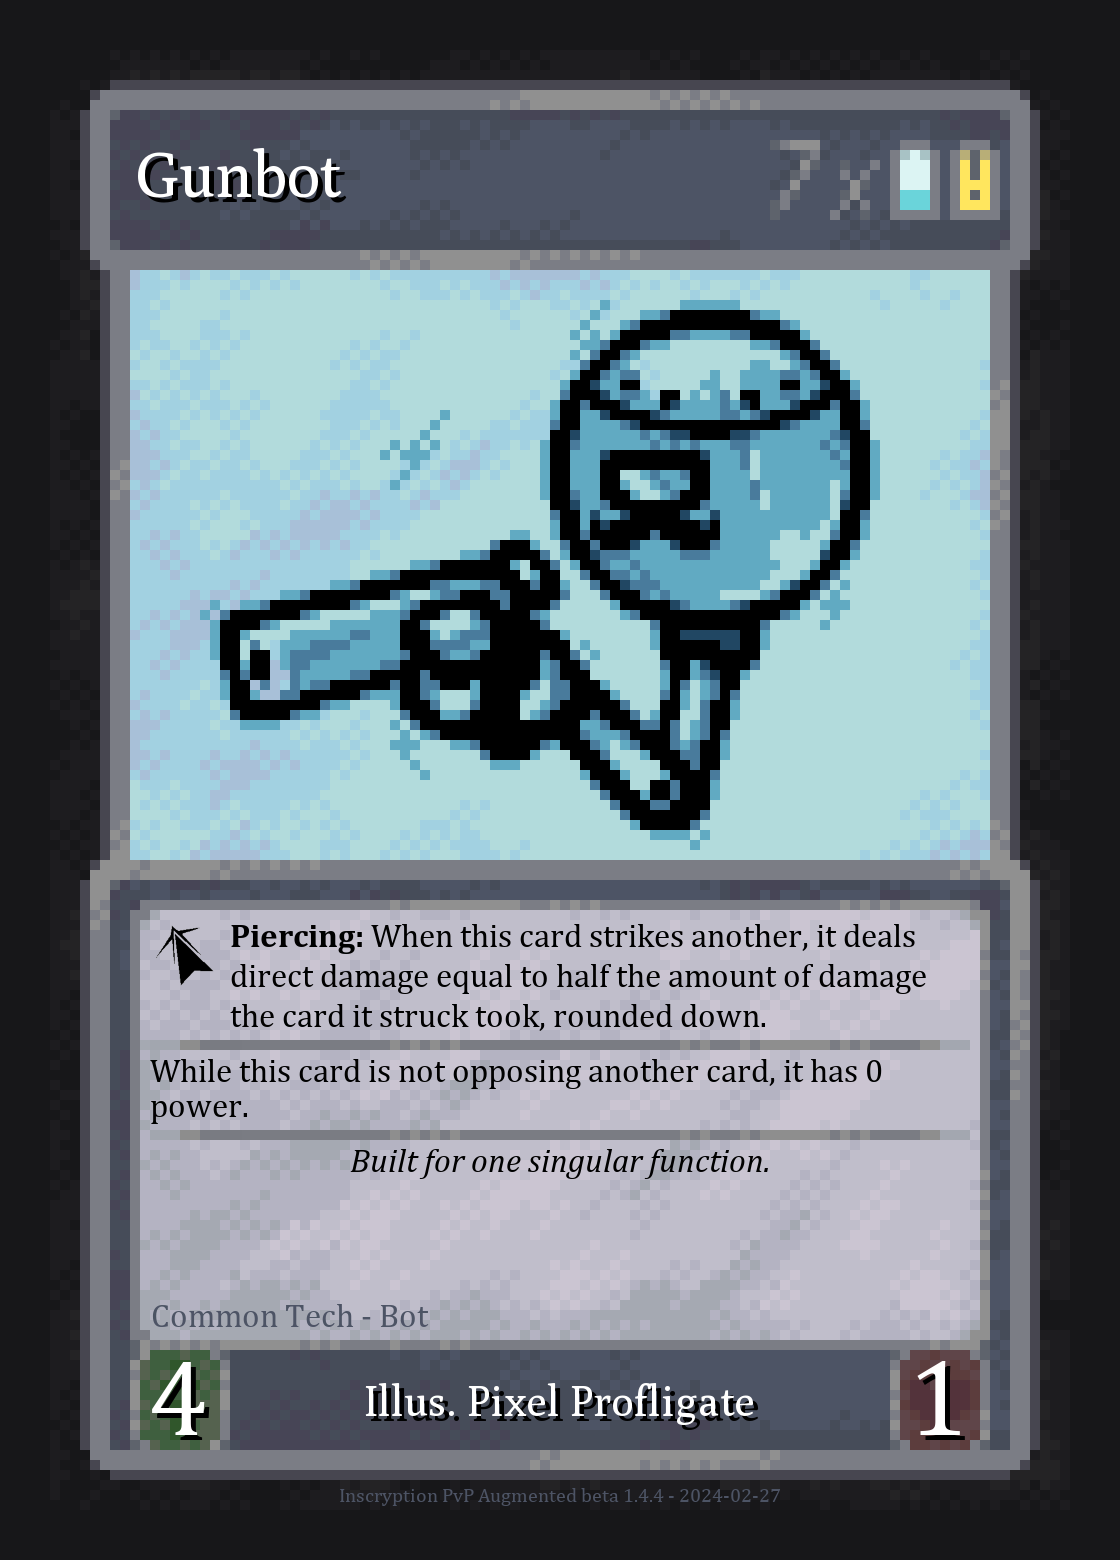 Gunbot 7x
Piercing: When this card strikes another, it deals
direct damage equal to half the amount of damage
the card it struck took, rounded down.
While this card is not opposing another card, it has 0
power.
Built for one singular function.
Common Tech - Bot
4 Illus. Pixel Profligate 1
Inscryption PvP Augmented beta 1.4.4 - 2024-02-27